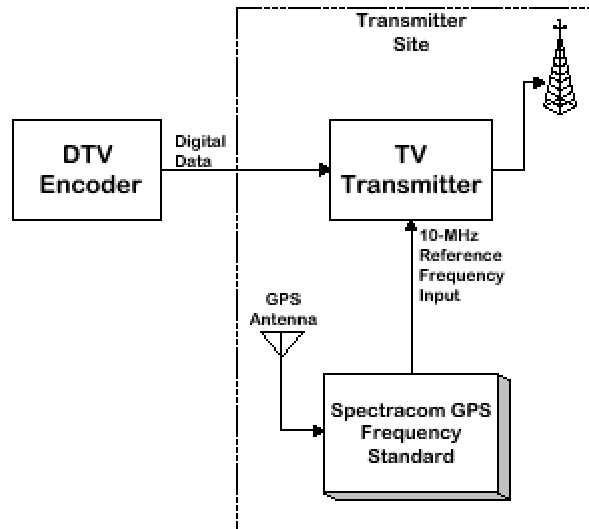 Transmitter
Site
DTV
Encoder
Digital
Data
TV
Transmitter
10-MHz
Reference
Frequency
Input
GPS
Antenna
Spectracom GPS
Frequency
Standard